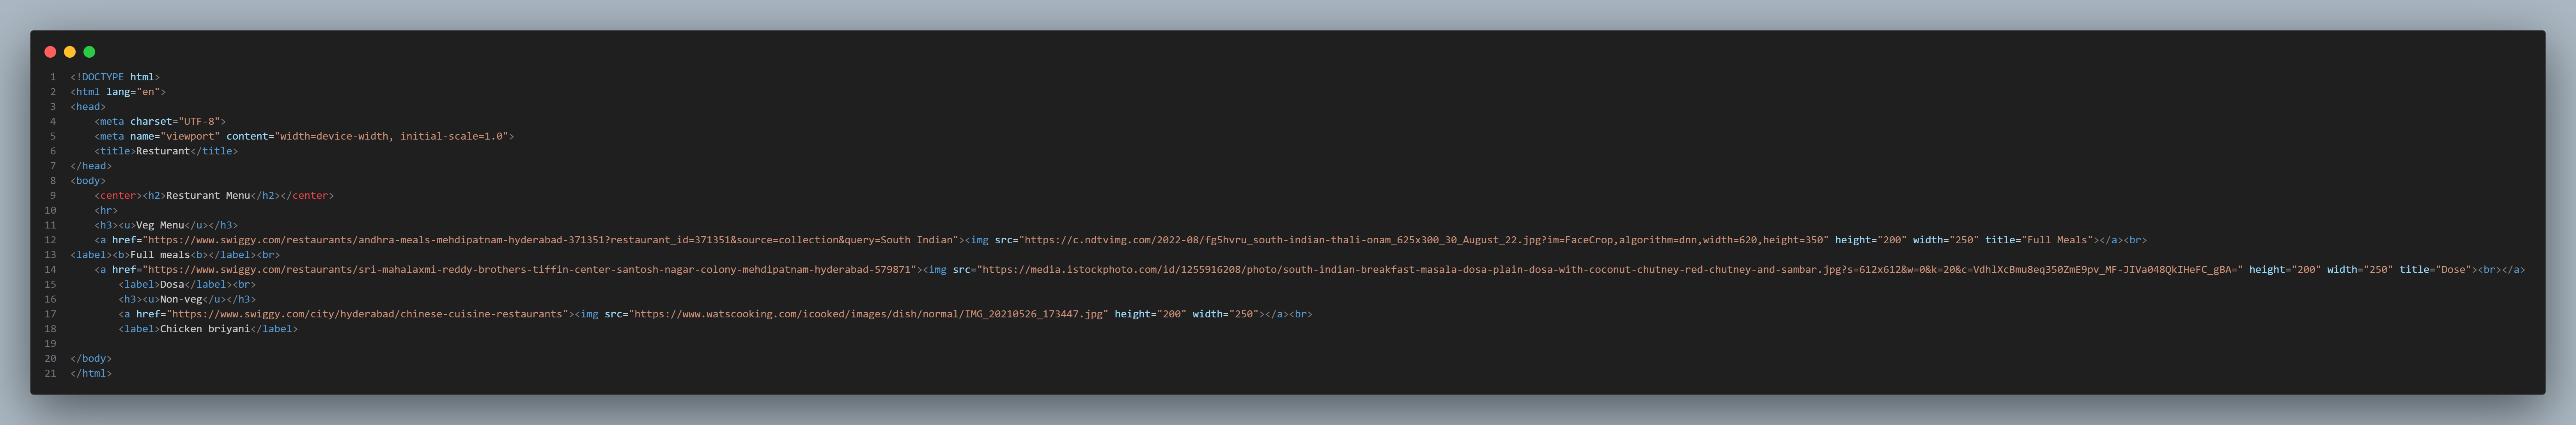 1 <!DOCTYPE html>
2 <html lang="en">
3 <head>
4     <meta charset="UTF-8">
5     <meta name="viewport" content="width=device-width, initial-scale=1.0">
6     <title>Resturant</title>
7 </head>
8 <body>
9     <center><h2>Resturant Menu</h2></center>
10     <hr>
11     <h3><u>Veg Menu</u></h3>
12     <a href="https://www.swiggy.com/restaurants/andhra-meals-mehdipatnam-hyderabad-371351?restaurant_id=371351&source=collection&query=South Indian"><img src="https://c.ndtvimg.com/2022-08/fg5hvru_south-indian-thali-onam_625x300_30_August_22.jpg?im=FaceCrop,algorithm=dnn,width=620,height=350" height="200" width="250" title="Full Meals"></a><br>
13 <label><b>Full meals<b></label><br>
14     <a href="https://www.swiggy.com/restaurants/sri-mahalaxmi-reddy-brothers-tiffin-center-santosh-nagar-colony-mehdipatnam-hyderabad-579871"><img src="https://media.istockphoto.com/id/1255916208/photo/south-indian-breakfast-masala-dosa-plain-dosa-with-coconut-chutney-red-chutney-and-sambar.jpg?s=612x612&w=0&k=20&c=VdhlXcBmu8eq350ZmE9pv_MF-JIVa048QkIHeFC_gBA=" height="200" width="250" title="Dose"><br></a>
15         <label>Dosa</label><br>
16         <h3><u>Non-veg</u></h3>
17         <a href="https://www.swiggy.com/city/hyderabad/chinese-cuisine-restaurants"><img src="https://www.watscooking.com/icooked/images/dish/normal/IMG_20210526_173447.jpg" height="200" width="250"></a><br>
18         <label>Chicken briyani</label>
19
20 </body>
21 </html>